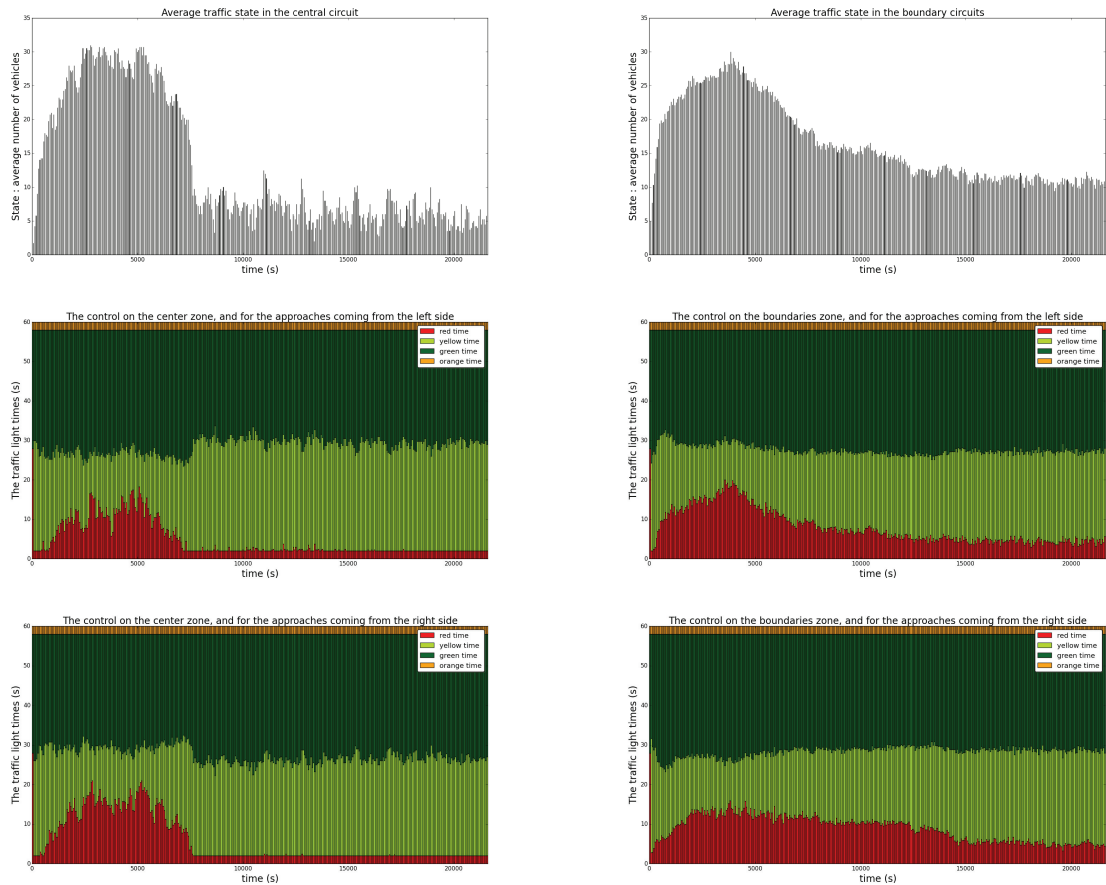 Average traffic state in the central circuit
State : average number of vehicles
35
30
25
20
15
10
5
0
0 5000 10000 15000 20000
time (s)
Average traffic state in the boundary circuits
State : average number of vehicles
35
30
25
20
15
10
5
0
0 5000 10000 15000 20000
time (s)
The control on the center zone, and for the approaches coming from the left side
The traffic light times (s)
60
50
40
30
20
10
0
red time
yellow time
green time
orange time
0 5000 10000 15000 20000
time (s)
The control on the boundaries zone, and for the approaches coming from the left side
The traffic light times (s)
60
50
40
30
20
10
0
red time
yellow time
green time
orange time
0 5000 10000 15000 20000
time (s)
The control on the center zone, and for the approaches coming from the right side
The traffic light times (s)
60
50
40
30
20
10
0
red time
yellow time
green time
orange time
0 5000 10000 15000 20000
time (s)
The control on the boundaries zone, and for the approaches coming from the right side
The traffic light times (s)
60
50
40
30
20
10
0
red time
yellow time
green time
orange time
0 5000 10000 15000 20000
time (s)